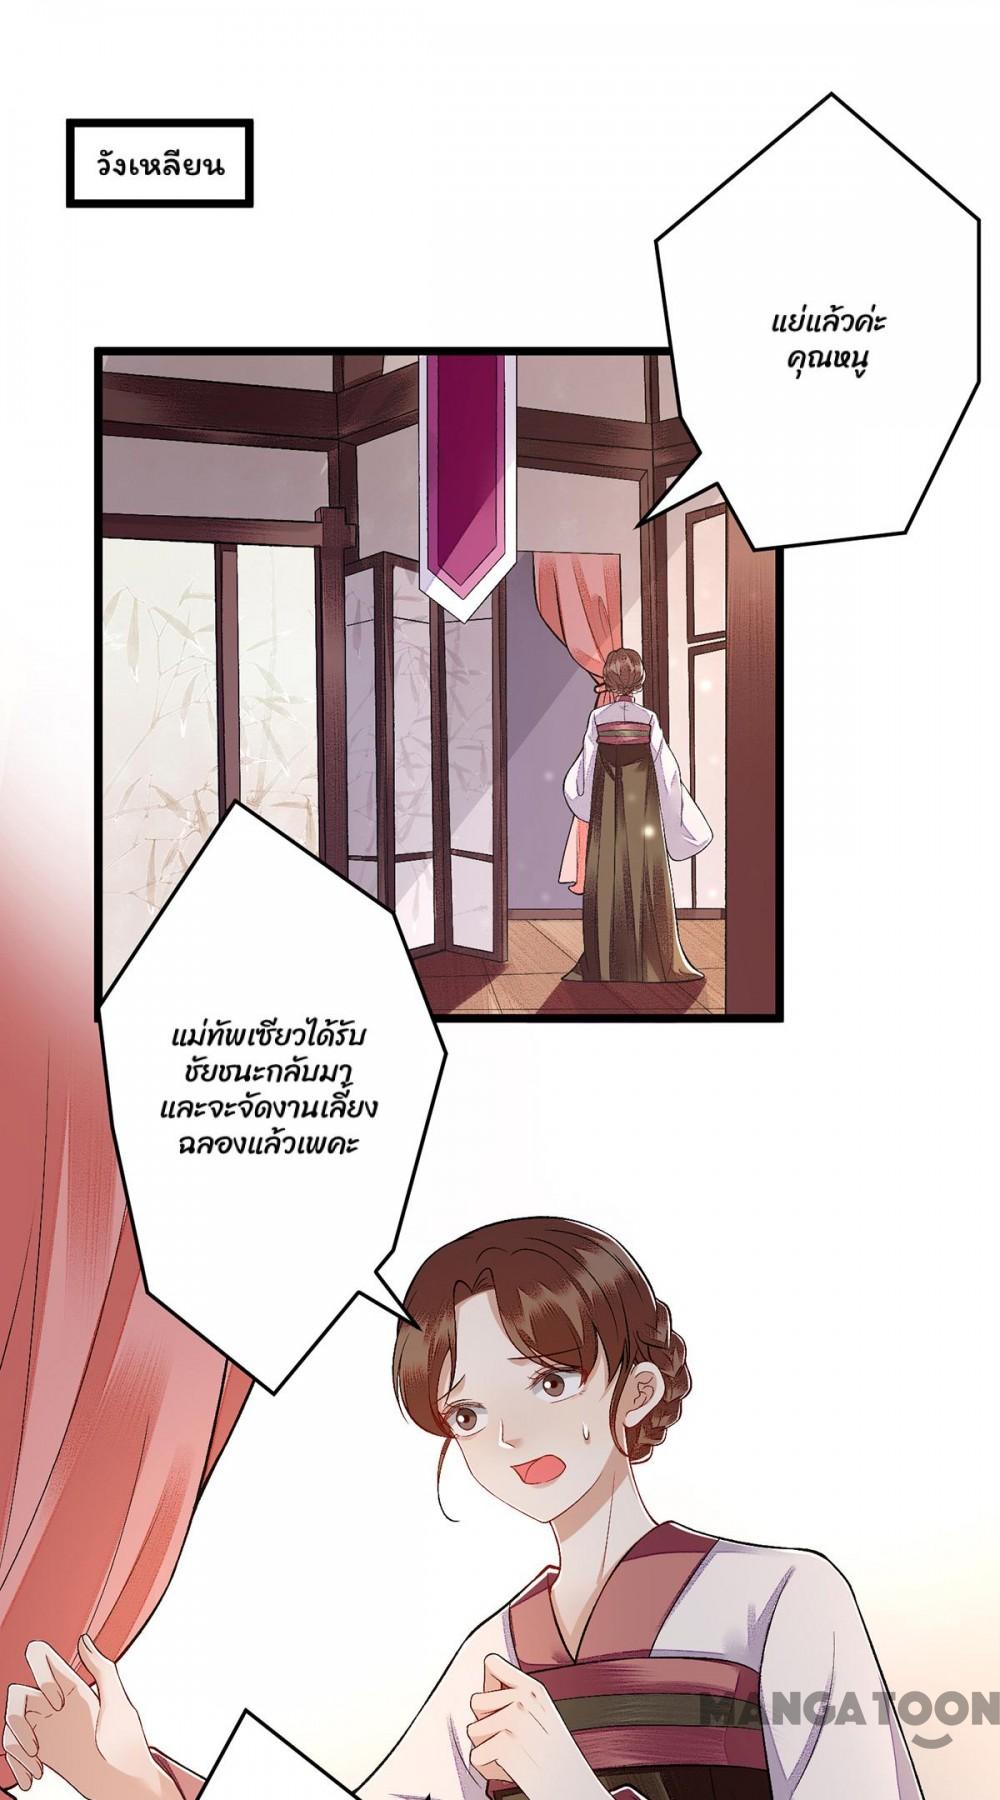 วังเหลียน
แย่แล้วค่ะ
คุณหนู
แม่ทัพเซียวได้รับ
ชัยชนะกลับมา
และจะจัดงานเลี้ยง
ฉลองแล้วเพคะ
MANGATOON